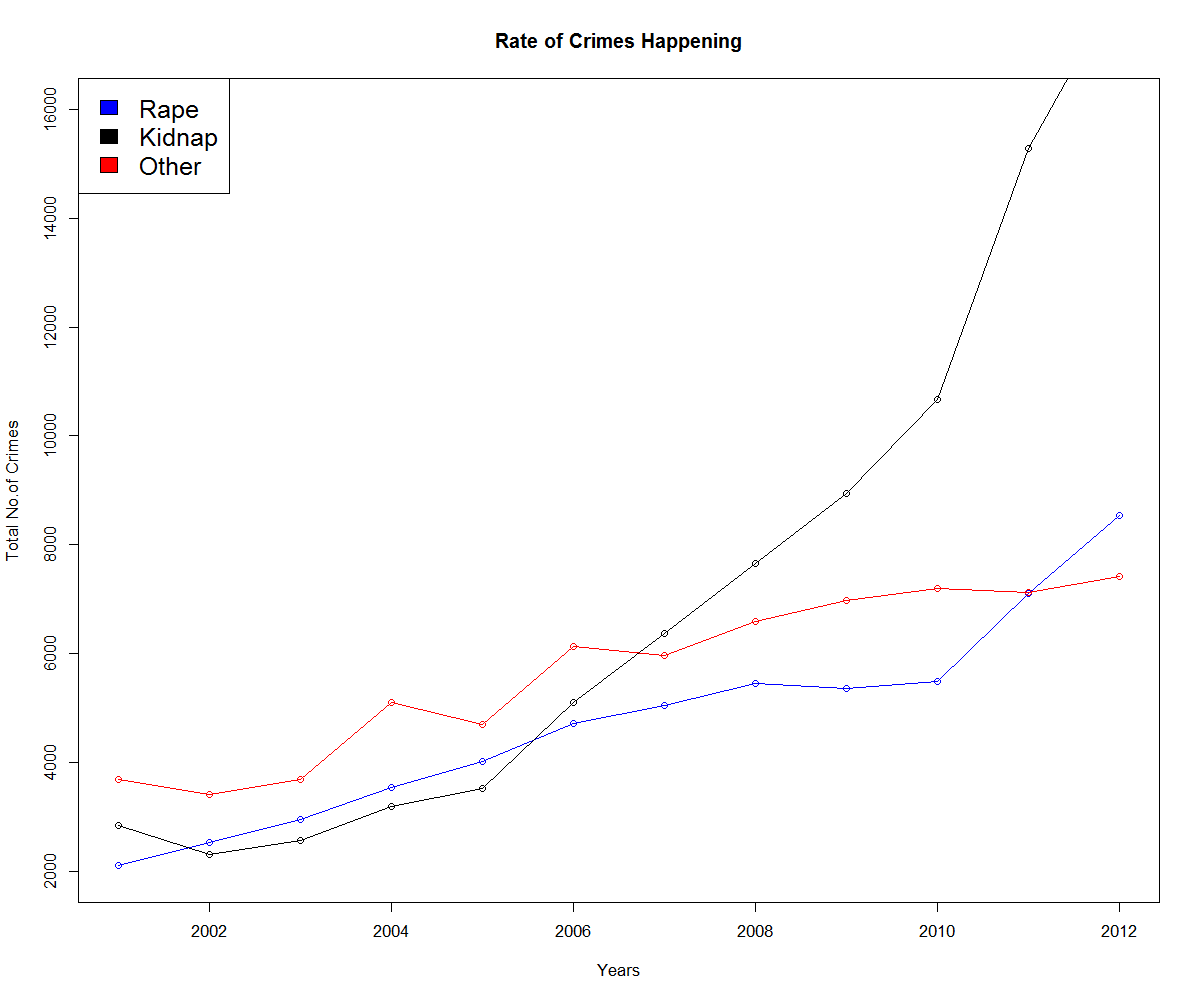 Rate of Crimes Happening
Rape
Kidnap
Other
16000
14000
12000
10000
8000
6000
4000
2000
Total No.of Crimes
2002 2004 2006 2008 2010 2012
Years